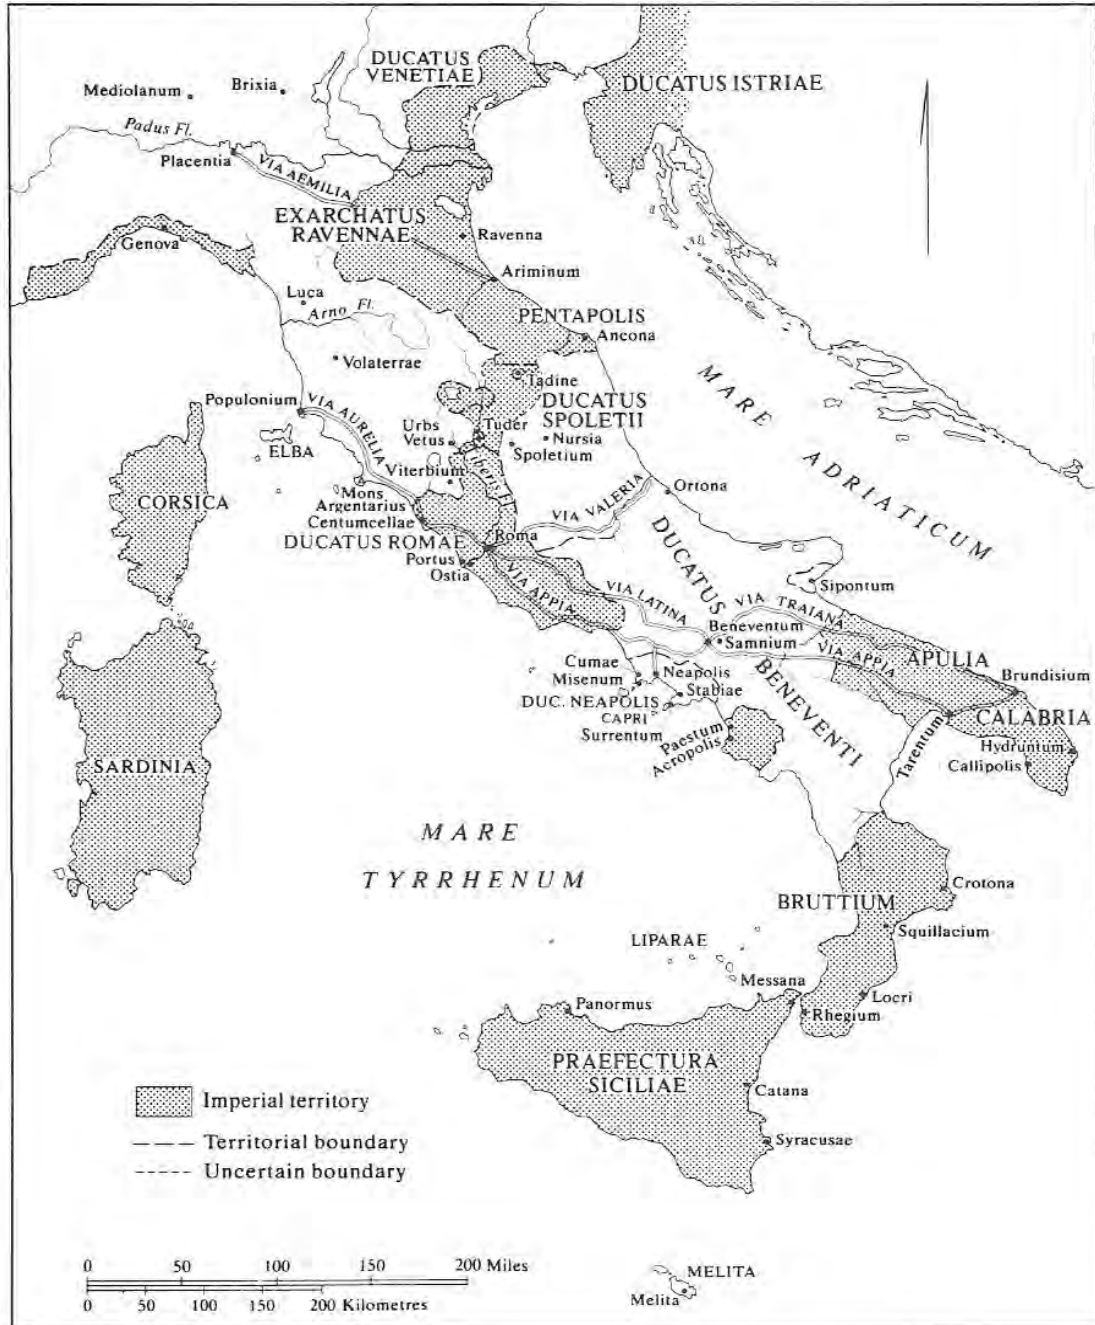 DUCATUS
VENETIAE
DUCATUS ISTRIAE
Mediolanum
Brixia
Padus Fl.
Placentia
VIA AEMILIA
EXARCHATUS
RAVENNAE
Ravenna
Genova
Ariminum
Luca
Arno Fl.
PENTAPOLIS
Ancona
Volaterrae
Tadine
MARE
ADRIATICUM
Populonium
VIA AURELIA
DUCATUS
SPOLETII
Urbs
Vetus
Tuder
Nursia
Spoletium
ELBA
Viterbium
Tiberis Fl.
CORSICA
Mons
Argentarius
Centumcellae
VIA VALERIA
Ortona
DUCATUS ROMAE
Roma
Portus
Ostia
VIA APPIA
VIA LATINA
DUCATUS
BENEVENTI
Sipontum
VIA TRAIANA
Beneventum
Samnium
VIA APPIA
APULIA
Cumae
Misenum
Neapolis
Stabiae
DUC. NEAPOLIS
CAPRI
Surrentum
Brundisium
CALABRIA
Paestum
Acropolis
Tarentum
Hydruntum
Callipolis
SARDINIA
MARE
TYRRHENUM
BRUTTIUM
Crotona
Squillacium
LIPARAE
Messana
Locri
Rhegium
Panormus
PRAEFECTURA
SICILIAE
Catana
Syracusae
Imperial territory
Territorial boundary
Uncertain boundary
0 50 100 150 200 Miles
0 50 100 150 200 Kilometres
MELITA
Melita